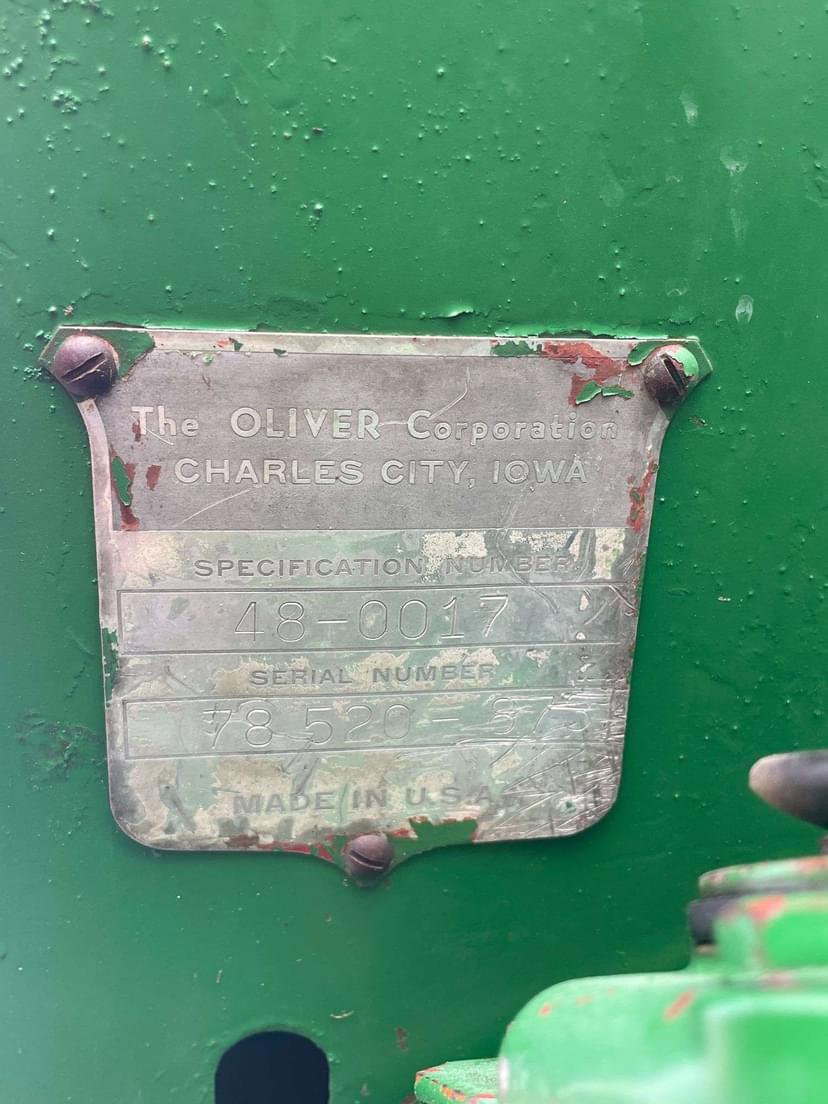 The OLIVER Corporation
CHARLES CITY, IOWA
SPECIFICATION NUMBER
48-0017
SERIAL NUMBER
78 520-
MADE IN U.S.A.